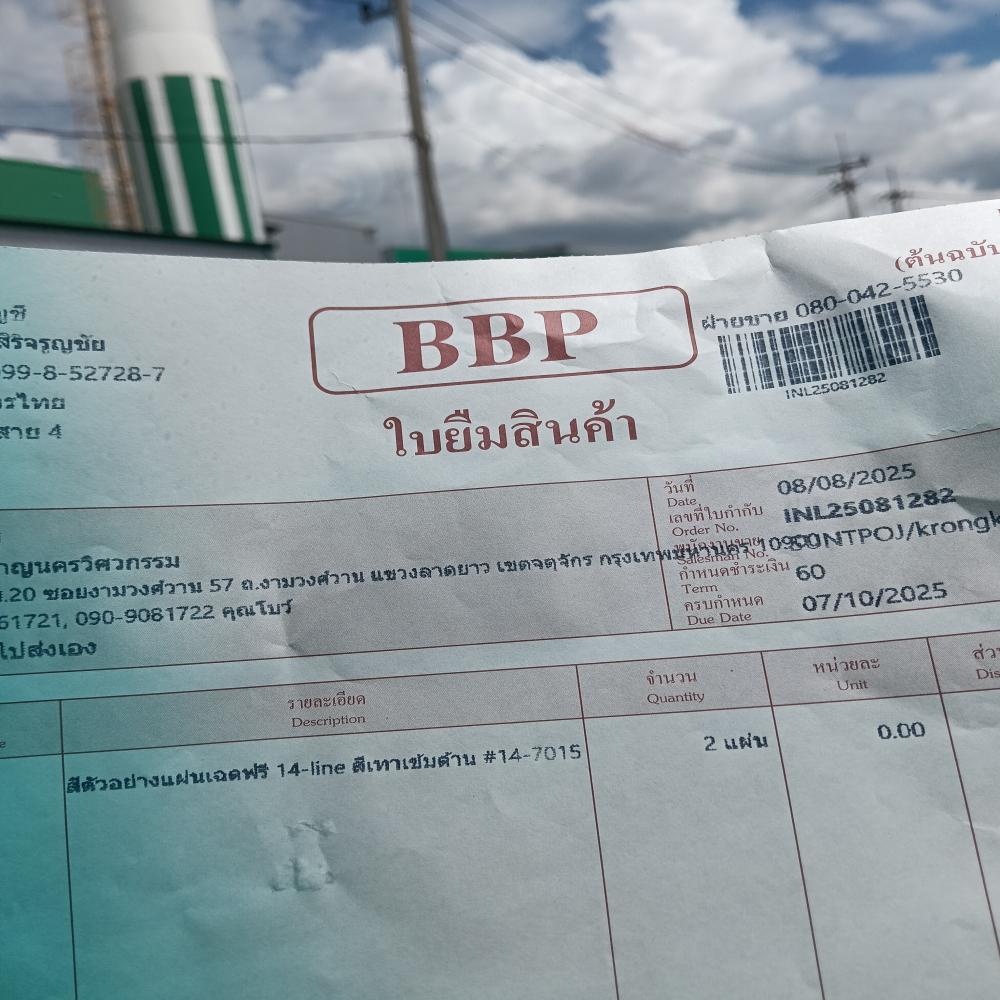 (ต้นฉบับ
ฝ่ายขาย 080-042-5530
INL25081282
BBP
ใบยืมสินค้า
สิริจรูญชัย
99-8-52728-7
สาย 4
วันที่ 08/08/2025
Date
เลขที่ใบกำกับ INL25081282
Order No.
Salesman No.
กำหนดชำระเงิน 60
Term
ครบกำหนด 07/10/2025
Due Date
ญนครวิศวกรรม
.20 ซอยงามวงศ์วาน 57 ถ.งามวงศ์วาน แขวงลาดยาว เขตจตุจักร กรุงเทพมหานคร 10900
61721, 090-9081722 คุณโบว์
ไปส่งเอง
รายละเอียด
Description
จำนวน
Quantity
หน่วยละ
Unit
ส่ว
Dis
สีตัวอย่างแผ่นเฉดฟรี 14-line สีเทาเข้มด้าน #14-7015 2 แผ่น 0.00